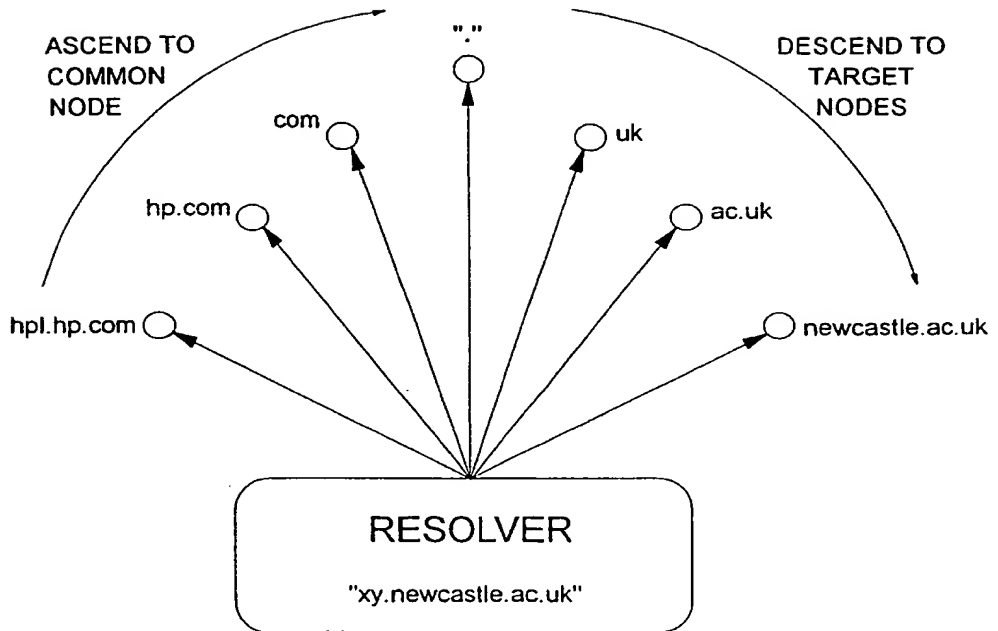 "."
ASCEND TO
COMMON
NODE
DESCEND TO
TARGET
NODES
com
uk
hp.com
ac.uk
hpl.hp.com
newcastle.ac.uk
RESOLVER
"xy.newcastle.ac.uk"